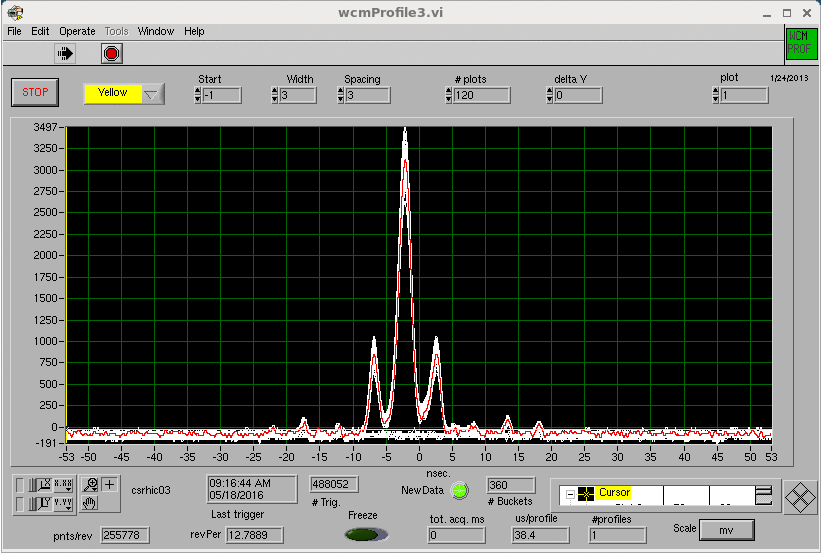 wcmProfile3.vi
File Edit Operate Tools Window Help
WCM
PROF
Start Width Spacing # plots delta Y plot 1/24/2013
STOP Yellow -1 3 3 120 0 1
3497
3250
3000
2750
2500
2250
2000
1750
1500
1250
1000
750
500
250
0
-191
-53 -50 -45 -40 -35 -30 -25 -20 -15 -10 -5 0 5 10 15 20 25 30 35 40 45 50 53
nsec.
X X.XX
Y Y.YY
csrhic03
09:16:44 AM
05/18/2016
Last trigger
488052
# Trig.
NewData
360
# Buckets
Cursor
pnts/rev 255778
revPer 12.7889
Freeze
tot. acq. ms
0
us/profile
38.4
#profiles
1
Scale mv